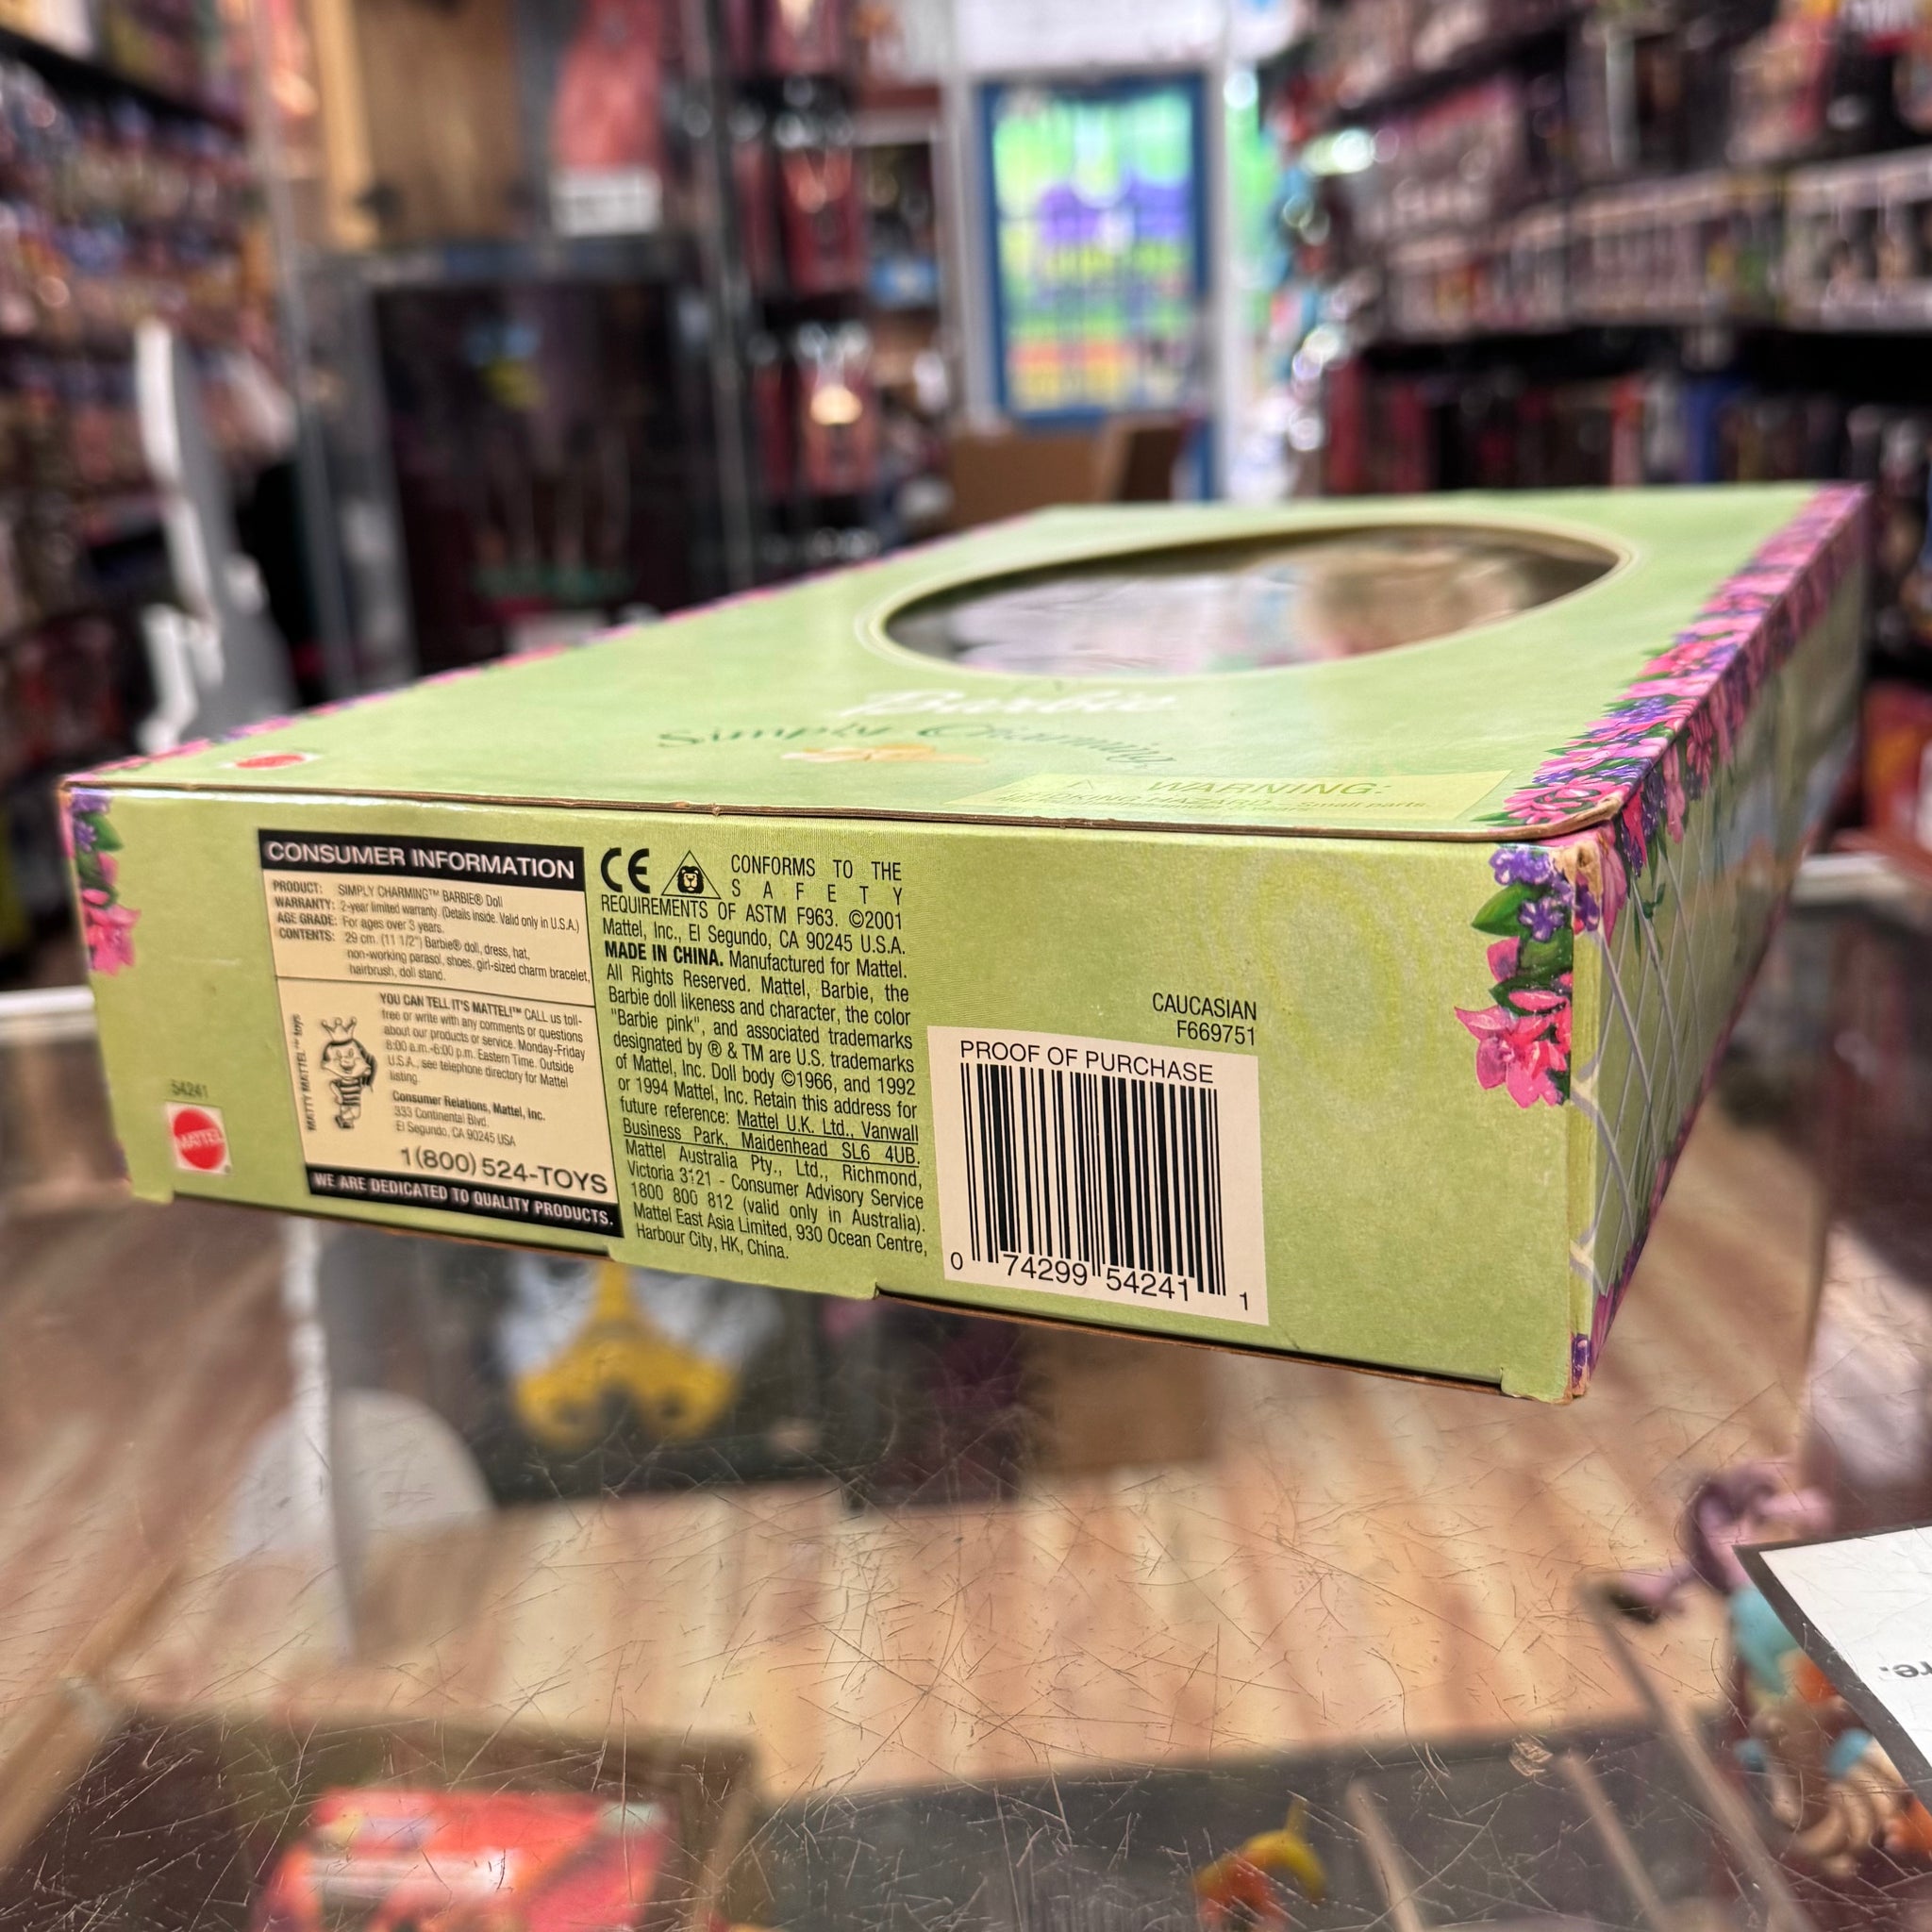 Barbie
Simply Charming
WARNING:
CHOKING HAZARD - Small parts.
CONSUMER INFORMATION
PRODUCT: SIMPLY CHARMING™ BARBIE® Doll
WARRANTY: 2-year limited warranty. (Details inside. Valid only in U.S.A.)
AGE GRADE: For ages over 3 years.
CONTENTS: 29 cm. (11 1/2") Barbie® doll, dress, hat,
non-working parasol, shoes, girl-sized charm bracelet,
hairbrush, doll stand.
MATTY MATTEL™ toys
YOU CAN TELL IT'S MATTEL!™ CALL us toll-
free or write with any comments or questions
about our products or service. Monday-Friday
8:00 a.m.-6:00 p.m. Eastern Time. Outside
U.S.A., see telephone directory for Mattel
listing.
Consumer Relations, Mattel, Inc.
333 Continental Blvd.
El Segundo, CA 90245 USA
1(800) 524-TOYS
WE ARE DEDICATED TO QUALITY PRODUCTS.
54241
MATTEL
CE
CONFORMS TO THE
SAFETY
REQUIREMENTS OF ASTM F963. ©2001
Mattel, Inc., El Segundo, CA 90245 U.S.A.
MADE IN CHINA. Manufactured for Mattel.
All Rights Reserved. Mattel, Barbie, the
Barbie doll likeness and character, the color
"Barbie pink", and associated trademarks
designated by ® & TM are U.S. trademarks
of Mattel, Inc. Doll body ©1966, and 1992
or 1994 Mattel, Inc. Retain this address for
future reference: Mattel U.K. Ltd., Vanwall
Business Park, Maidenhead SL6 4UB.
Mattel Australia Pty., Ltd., Richmond,
Victoria 3121 - Consumer Advisory Service
1800 800 812 (valid only in Australia).
Mattel East Asia Limited, 930 Ocean Centre,
Harbour City, HK, China.
CAUCASIAN
F669751
PROOF OF PURCHASE
0 74299 54241 1
re.